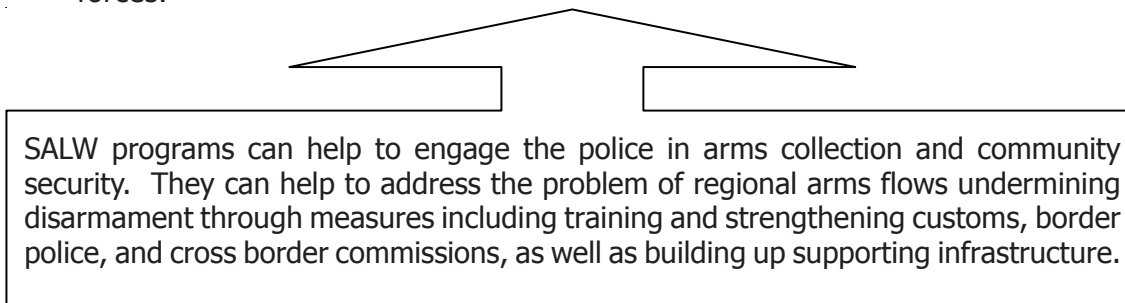 SALW programs can help to engage the police in arms collection and community
security. They can help to address the problem of regional arms flows undermining
disarmament through measures including training and strengthening customs, border
police, and cross border commissions, as well as building up supporting infrastructure.